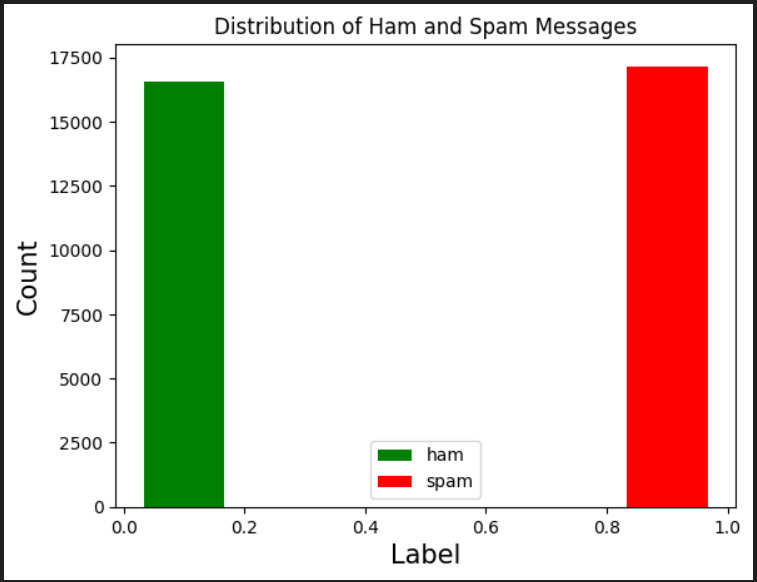 Distribution of Ham and Spam Messages
17500
15000
12500
10000
7500
5000
2500
0
Count
ham
spam
0.0 0.2 0.4 0.6 0.8 1.0
Label